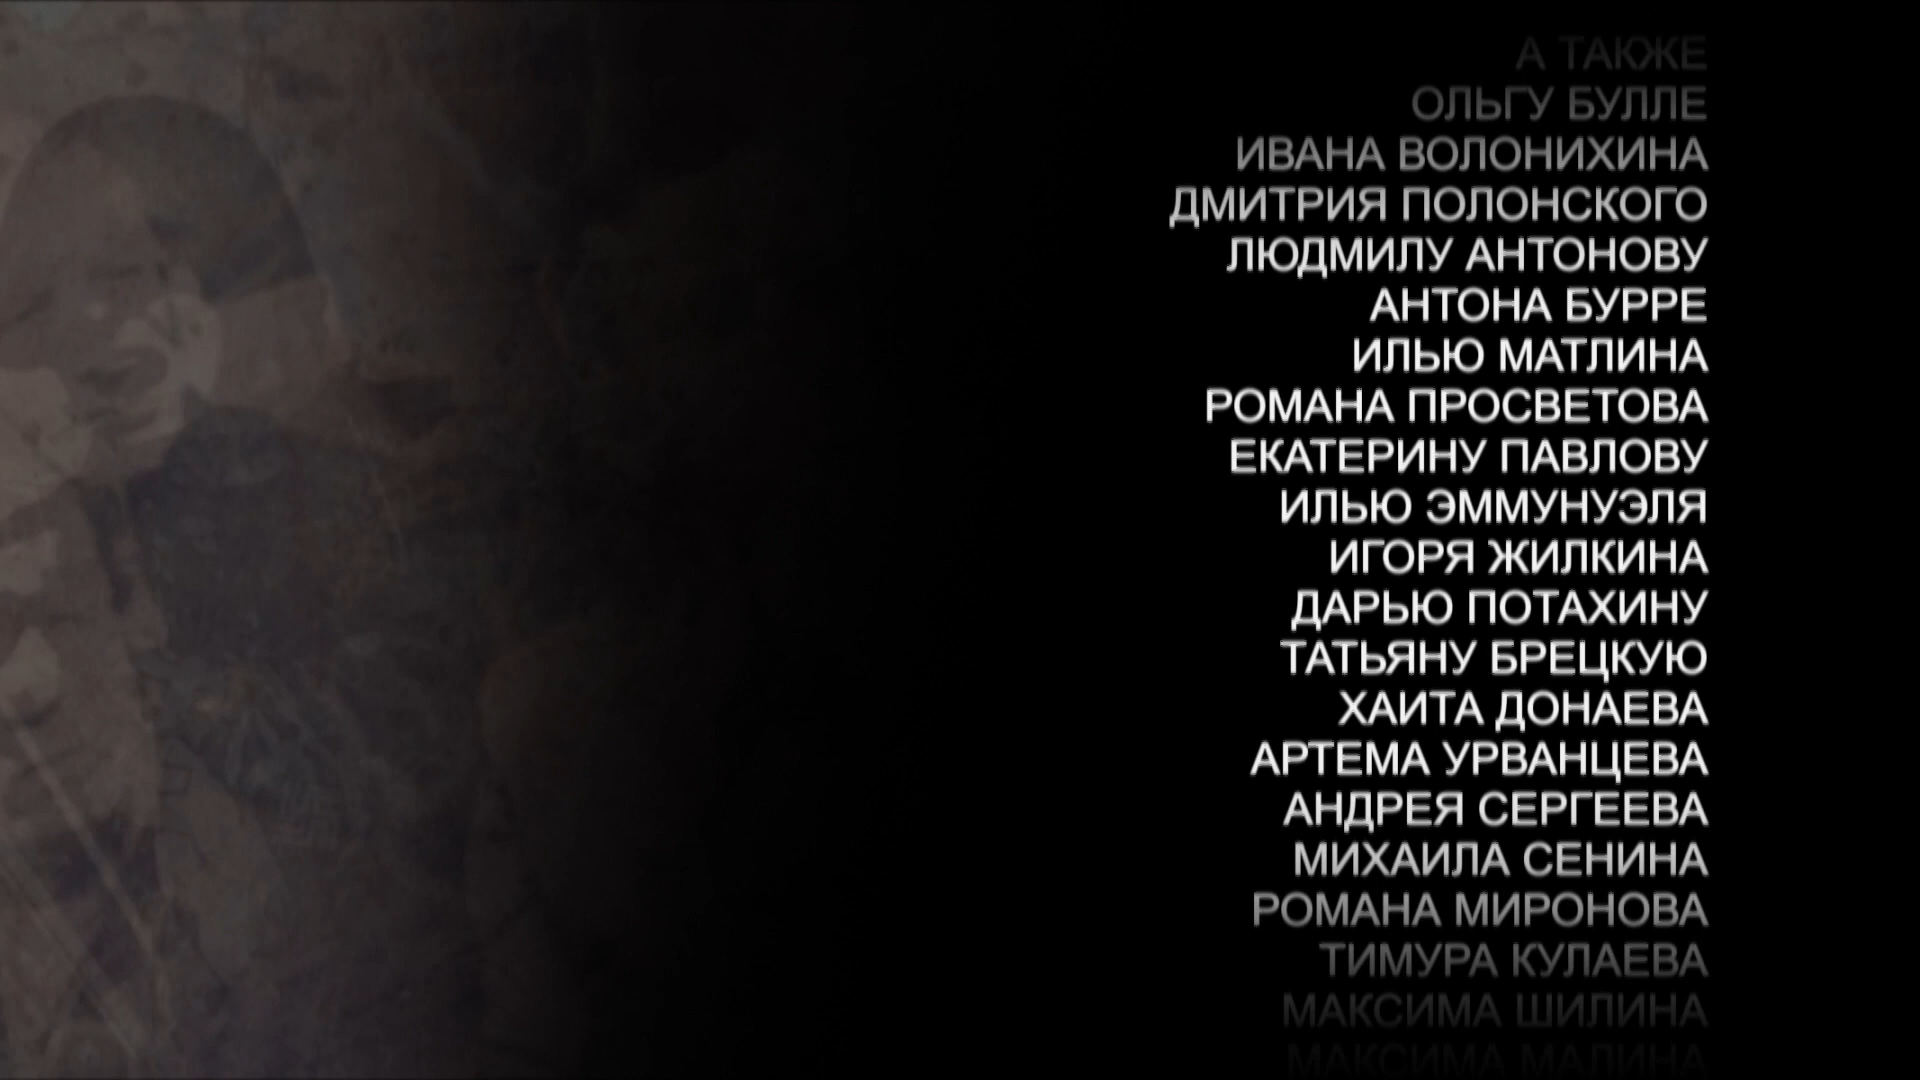 А ТАКЖЕ
ОЛЬГУ БУЛЛЕ
ИВАНА ВОЛОНИХИНА
ДМИТРИЯ ПОЛОНСКОГО
ЛЮДМИЛУ АНТОНОВУ
АНТОНА БУРРЕ
ИЛЬЮ МАТЛИНА
РОМАНА ПРОСВЕТОВА
ЕКАТЕРИНУ ПАВЛОВУ
ИЛЬЮ ЭММУНУЭЛЯ
ИГОРЯ ЖИЛКИНА
ДАРЬЮ ПОТАХИНУ
ТАТЬЯНУ БРЕЦКУЮ
ХАИТА ДОНАЕВА
АРТЕМА УРВАНЦЕВА
АНДРЕЯ СЕРГЕЕВА
МИХАИЛА СЕНИНА
РОМАНА МИРОНОВА
ТИМУРА КУЛАЕВА
МАКСИМА ШИЛИНА
МАКСИМА МАЛИНА